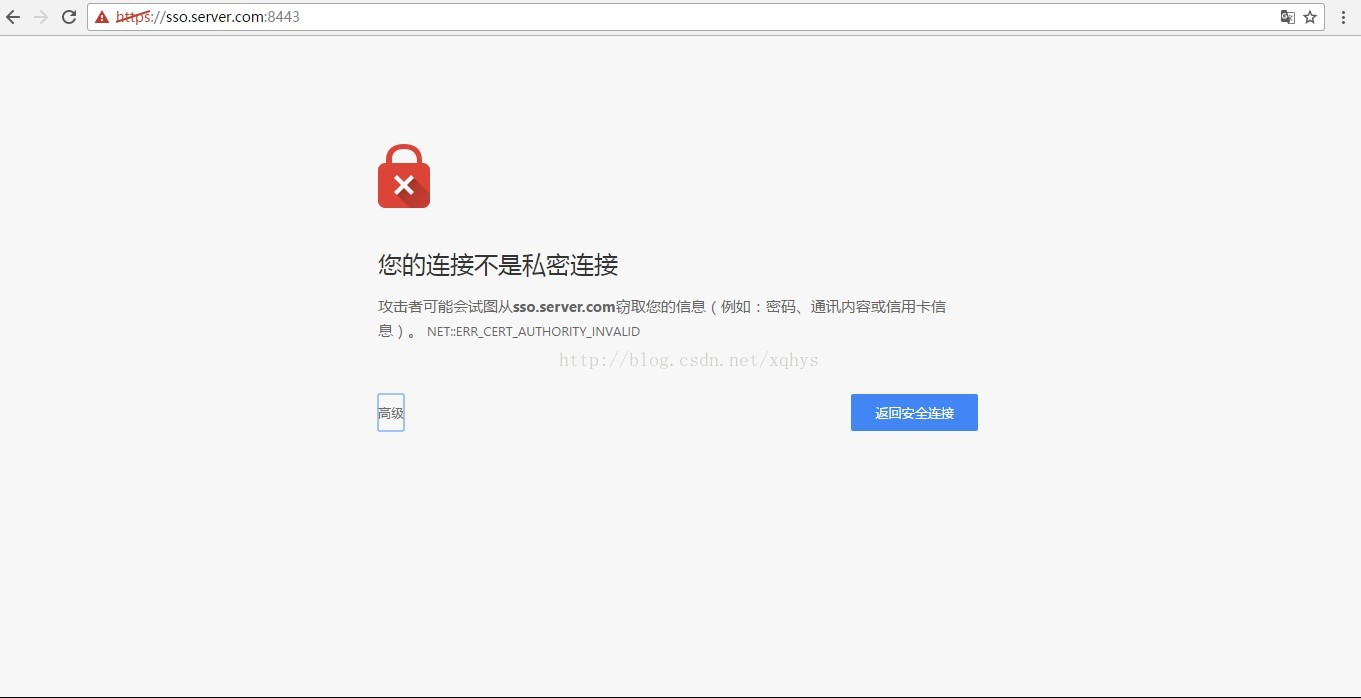 https://sso.server.com:8443
您的连接不是私密连接
攻击者可能会试图从sso.server.com窃取您的信息（例如：密码、通讯内容或信用卡信
息）。 NET::ERR_CERT_AUTHORITY_INVALID
http://blog.csdn.net/xqhys
高级
返回安全连接